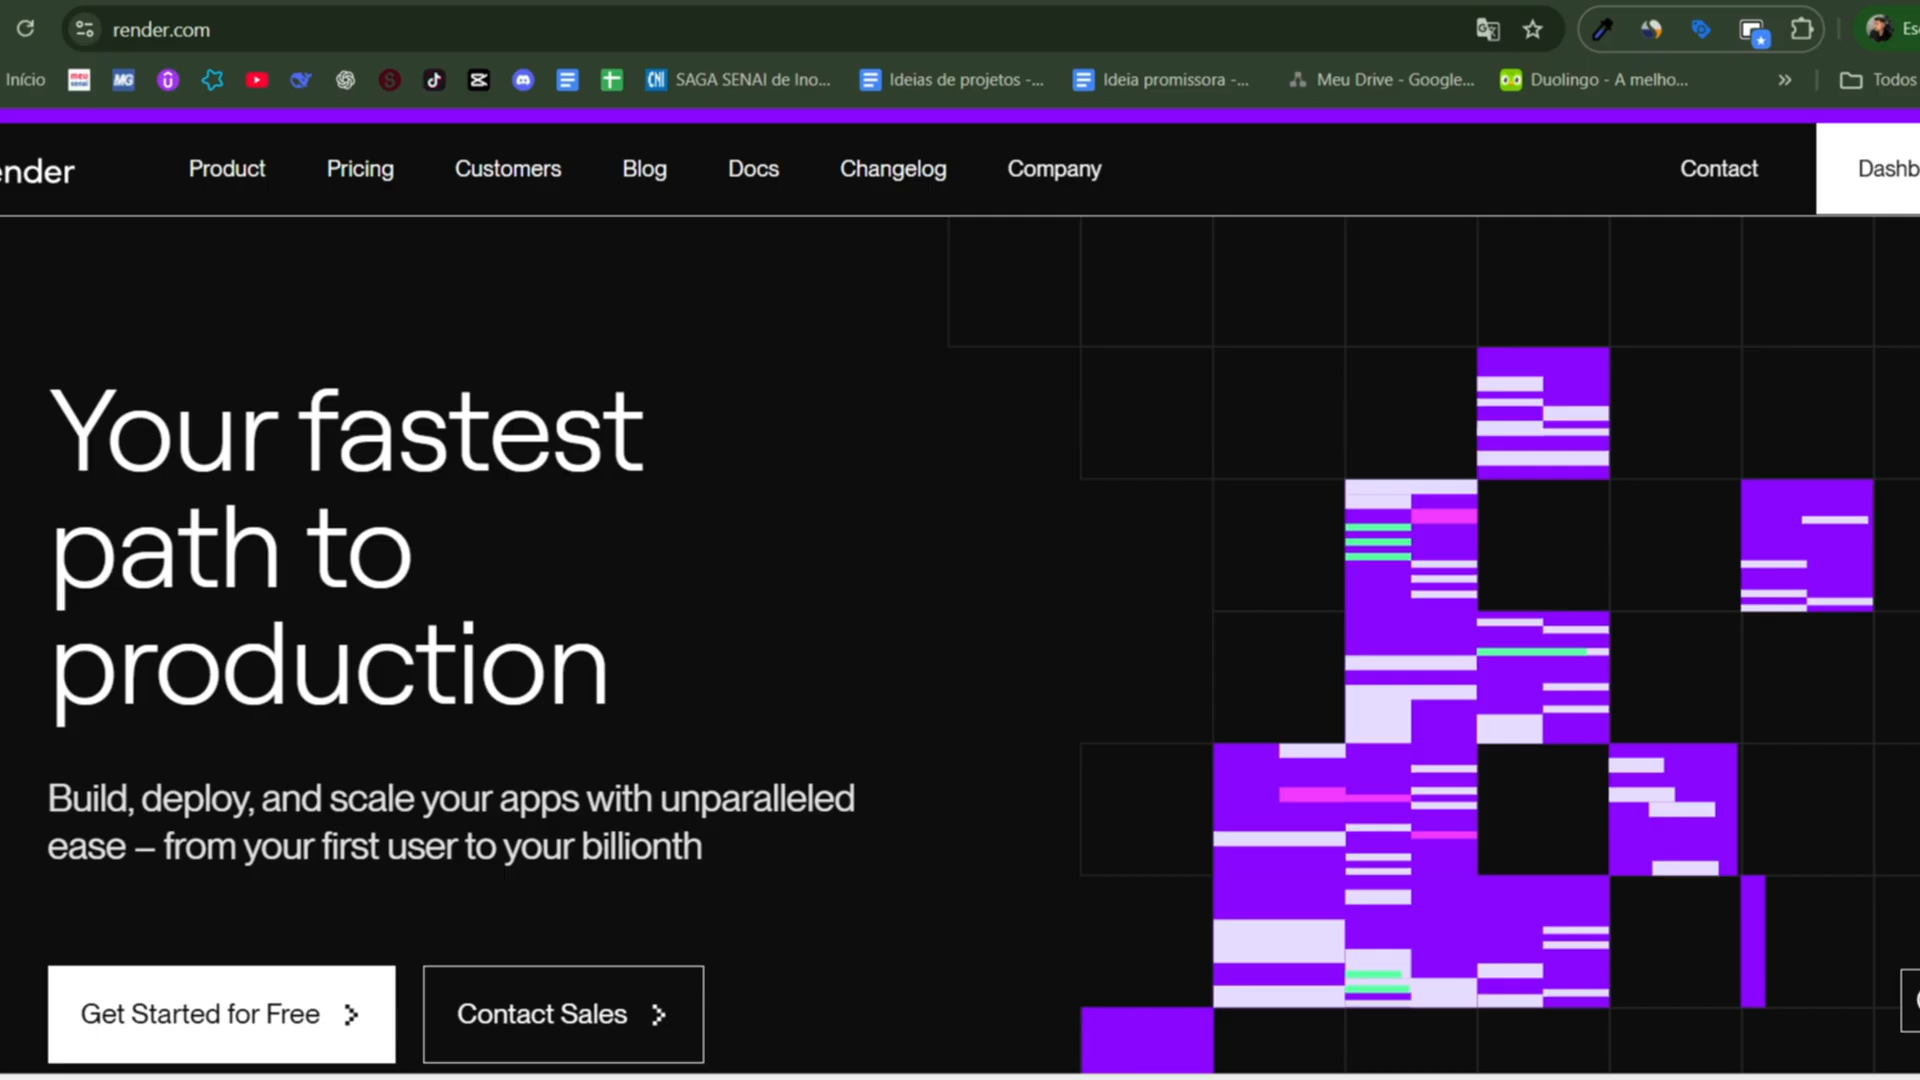 render.com
Início
SAGA SENAI de Ino...
Ideias de projetos -...
Ideia promissora -...
Meu Drive - Google...
Duolingo - A melho...
Todos
ender
Product
Pricing
Customers
Blog
Docs
Changelog
Company
Contact
Dashb
Your fastest
path to
production
Build, deploy, and scale your apps with unparalleled
ease – from your first user to your billionth
Get Started for Free
Contact Sales